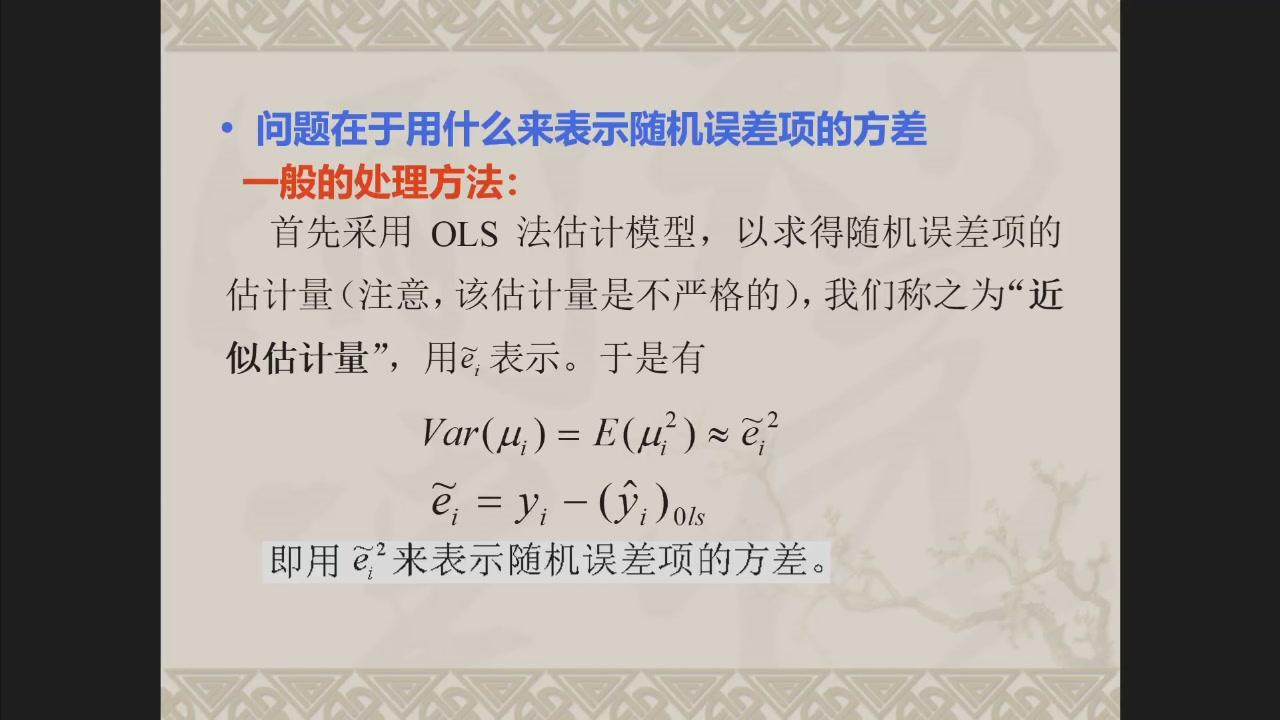 • 问题在于用什么来表示随机误差项的方差
一般的处理方法：
首先采用 OLS 法估计模型，以求得随机误差项的
估计量（注意，该估计量是不严格的），我们称之为“近
似估计量”，用ẽᵢ 表示。于是有
Var(μᵢ) = E(μᵢ²) ≈ ẽᵢ²
ẽᵢ = yᵢ − (ŷᵢ)₀ls
即用 ẽᵢ² 来表示随机误差项的方差。